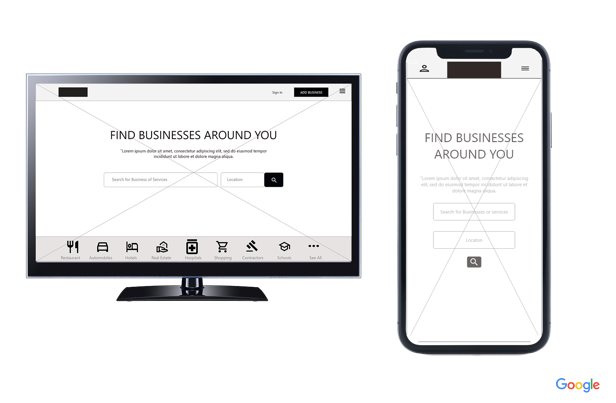 Sign In
ADD BUSINESS
FIND BUSINESSES AROUND YOU
"Lorem ipsum dolor sit amet, consectetur adipiscing elit, sed do eiusmod tempor
incididunt ut labore et dolore magna aliqua.
Search for Business of Services
Location
Restaurant
Automobiles
Hotels
Real Estate
Hospitals
Shopping
Contractors
Schools
See All
FIND BUSINESSES
AROUND YOU
"Lorem ipsum dolor sit amet, consectetur
adipiscing elit, sed do eiusmod tempor incididunt
ut labore et dolore magna aliqua.
Search for Businesses or services
Location
Google